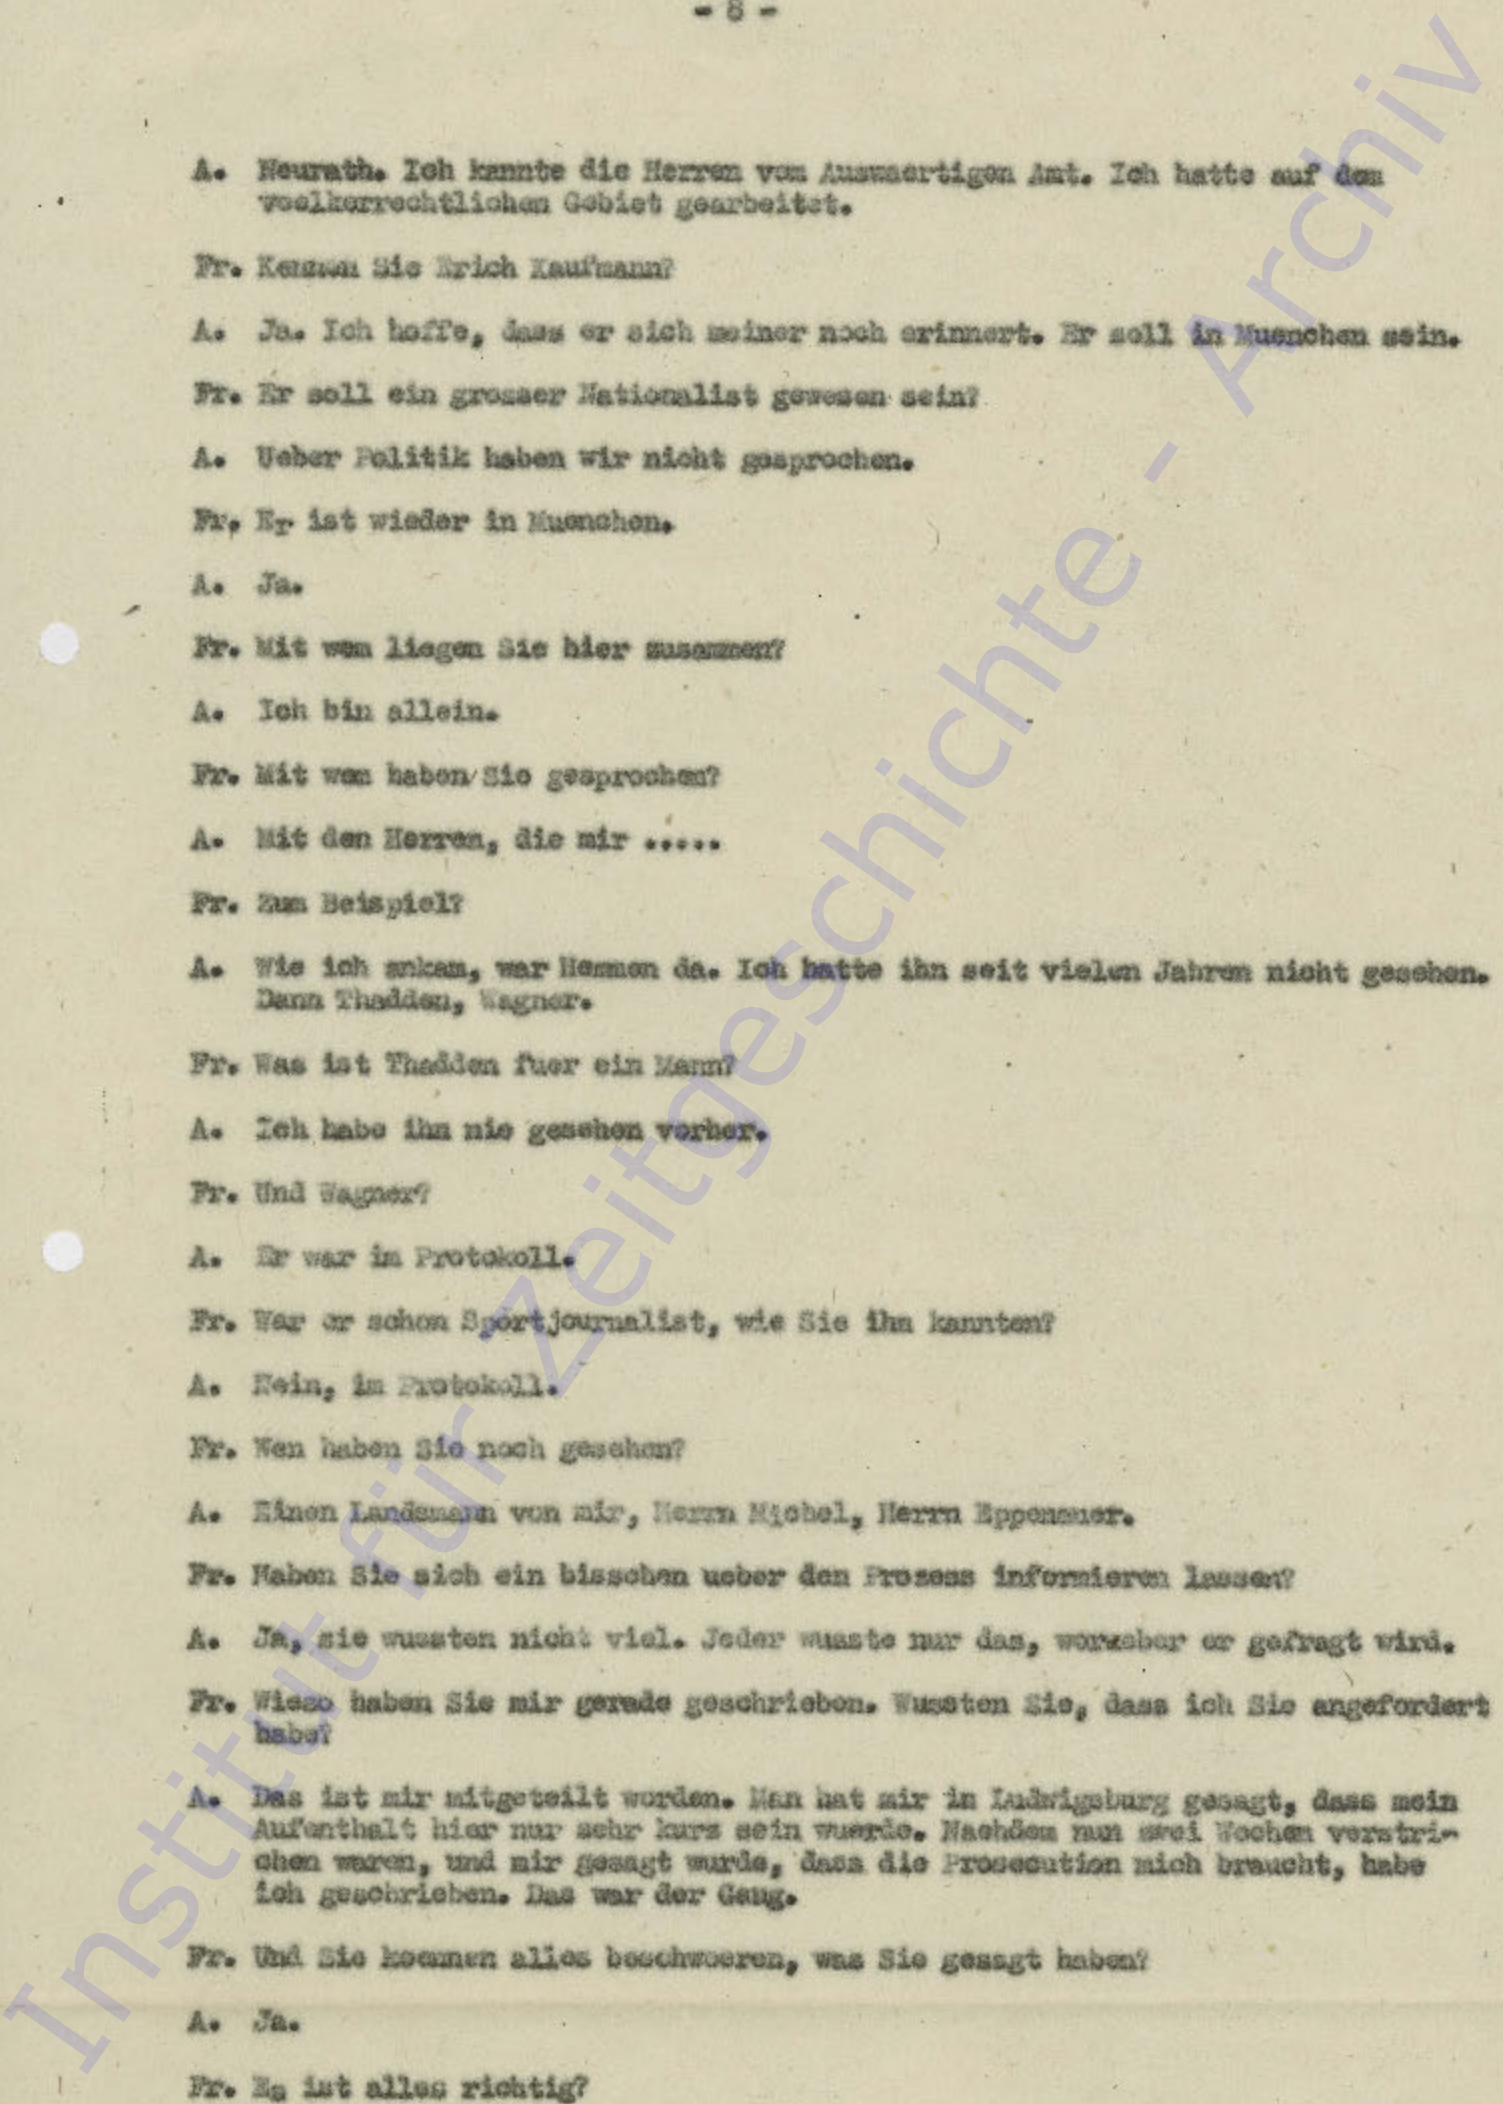 - 8 -
A. Neurath. Ich kannte die Herren vom Auswaertigen Amt. Ich hatte auf dem
voelkerrechtlichen Gebiet gearbeitet.
Fr. Kennen Sie Erich Kaufmann?
A. Ja. Ich hoffe, dass er sich meiner noch erinnert. Er soll in Muenchen sein.
Fr. Er soll ein grosser Nationalist gewesen sein?
A. Ueber Politik haben wir nicht gesprochen.
Fr. Er ist wieder in Muenchen.
A. Ja.
Fr. Mit wem liegen Sie hier zusammen?
A. Ich bin allein.
Fr. Mit wem haben Sie gesprochen?
A. Mit den Herren, die mir .....
Fr. Zum Beispiel?
A. Wie ich ankam, war Hemmen da. Ich hatte ihn seit vielen Jahren nicht gesehen.
Dann Thadden, Wagner.
Fr. Was ist Thadden fuer ein Mann?
A. Ich habe ihn nie gesehen vorher.
Fr. Und Wagner?
A. Er war im Protokoll.
Fr. War er schon Sportjournalist, wie Sie ihn kannten?
A. Nein, im Protokoll.
Fr. Wen haben Sie noch gesehen?
A. Einen Landsmann von mir, Herrn Michel, Herrn Eppenauer.
Fr. Haben Sie sich ein bisschen ueber den Prozess informieren lassen?
A. Ja, sie wussten nicht viel. Jeder wusste nur das, worueber er gefragt wird.
Fr. Wieso haben Sie mir gerade geschrieben. Wussten Sie, dass ich Sie angefordert
habe?
A. Das ist mir mitgeteilt worden. Man hat mir in Ludwigsburg gesagt, dass mein
Aufenthalt hier nur sehr kurz sein wuerde. Nachdem nun zwei Wochen verstri-
chen waren, und mir gesagt wurde, dass die Prosecution mich braucht, habe
ich geschrieben. Das war der Gang.
Fr. Und Sie koennen alles beschwoeren, was Sie gesagt haben?
A. Ja.
Fr. Es ist alles richtig?
Institut für Zeitgeschichte - Archiv